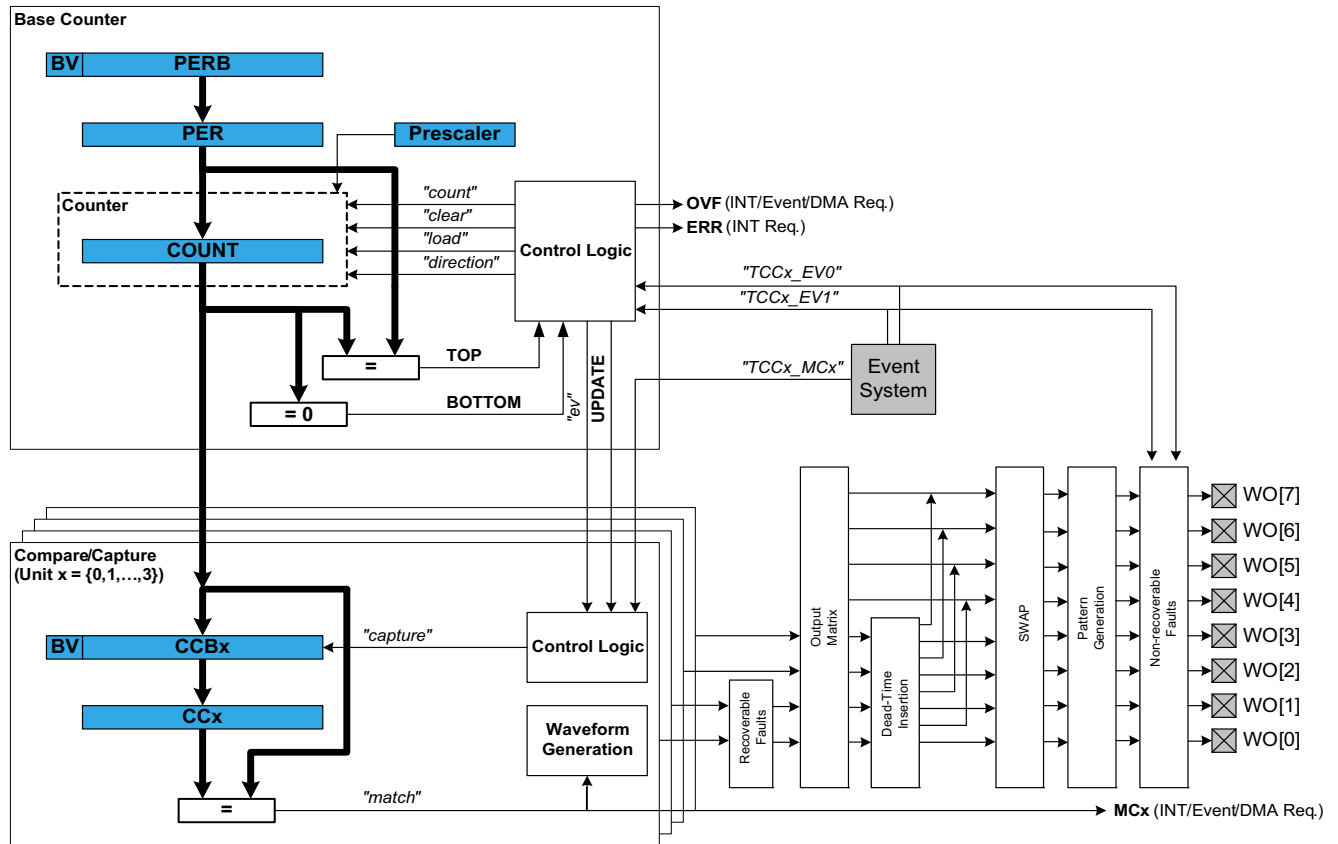 Base Counter
BV
PERB
PER
Prescaler
Counter
COUNT
"count"
"clear"
"load"
"direction"
Control Logic
OVF (INT/Event/DMA Req.)
ERR (INT Req.)
"TCCx_EV0"
"TCCx_EV1"
"TCCx_MCx"
Event
System
=
TOP
= 0
BOTTOM
"ev"
UPDATE
Compare/Capture
(Unit x = {0,1,...,3})
BV
CCBx
"capture"
Control Logic
CCx
Waveform
Generation
=
"match"
Recoverable
Faults
Output
Matrix
Dead-Time
Insertion
SWAP
Pattern
Generation
Non-recoverable
Faults
WO[7]
WO[6]
WO[5]
WO[4]
WO[3]
WO[2]
WO[1]
WO[0]
MCx (INT/Event/DMA Req.)